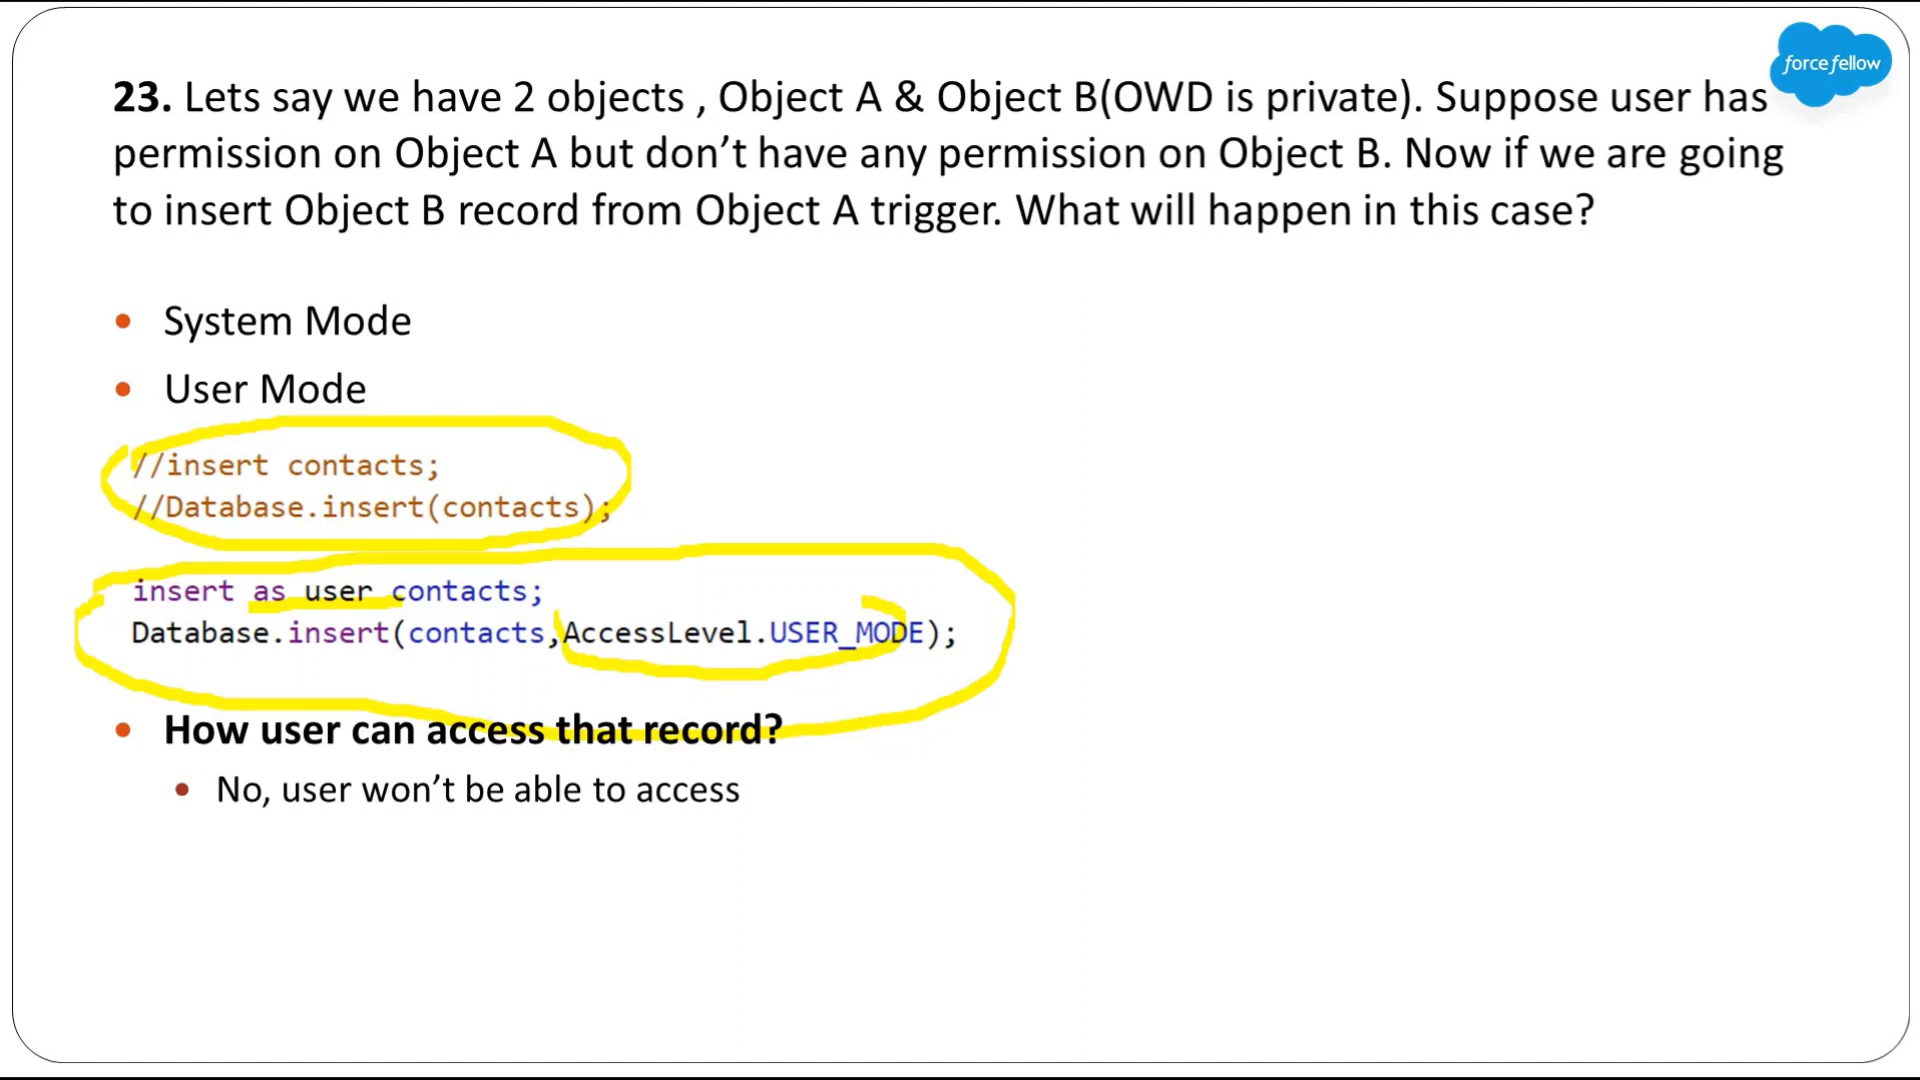 force fellow
23. Lets say we have 2 objects , Object A & Object B(OWD is private). Suppose user has
permission on Object A but don't have any permission on Object B. Now if we are going
to insert Object B record from Object A trigger. What will happen in this case?
• System Mode
• User Mode
//insert contacts;
//Database.insert(contacts);
insert as user contacts;
Database.insert(contacts,AccessLevel.USER_MODE);
• How user can access that record?
• No, user won't be able to access